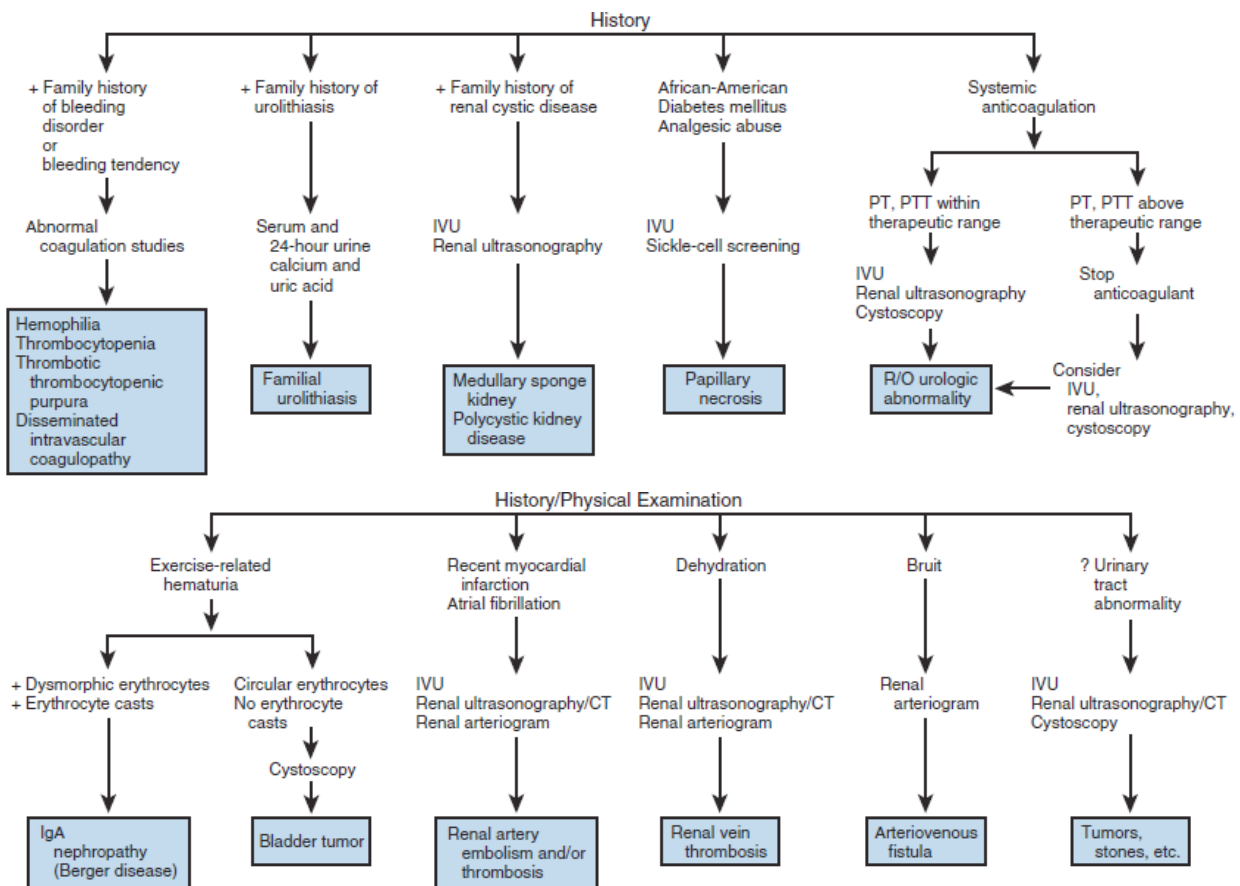 History
+ Family history
of bleeding
disorder
or
bleeding tendency
Abnormal
coagulation studies
Hemophilia
Thrombocytopenia
Thrombotic
thrombocytopenic
purpura
Disseminated
intravascular
coagulopathy
+ Family history of
urolithiasis
Serum and
24-hour urine
calcium and
uric acid
Familial
urolithiasis
+ Family history of
renal cystic disease
IVU
Renal ultrasonography
Medullary sponge
kidney
Polycystic kidney
disease
African-American
Diabetes mellitus
Analgesic abuse
IVU
Sickle-cell screening
Papillary
necrosis
Systemic
anticoagulation
PT, PTT within
therapeutic range
IVU
Renal ultrasonography
Cystoscopy
R/O urologic
abnormality
PT, PTT above
therapeutic range
Stop
anticoagulant
Consider
IVU,
renal ultrasonography,
cystoscopy
History/Physical Examination
Exercise-related
hematuria
+ Dysmorphic erythrocytes
+ Erythrocyte casts
IgA
nephropathy
(Berger disease)
Circular erythrocytes
No erythrocyte
casts
Cystoscopy
Bladder tumor
Recent myocardial
infarction
Atrial fibrillation
IVU
Renal ultrasonography/CT
Renal arteriogram
Renal artery
embolism and/or
thrombosis
Dehydration
IVU
Renal ultrasonography/CT
Renal arteriogram
Renal vein
thrombosis
Bruit
Renal
arteriogram
Arteriovenous
fistula
? Urinary
tract
abnormality
IVU
Renal ultrasonography/CT
Cystoscopy
Tumors,
stones, etc.